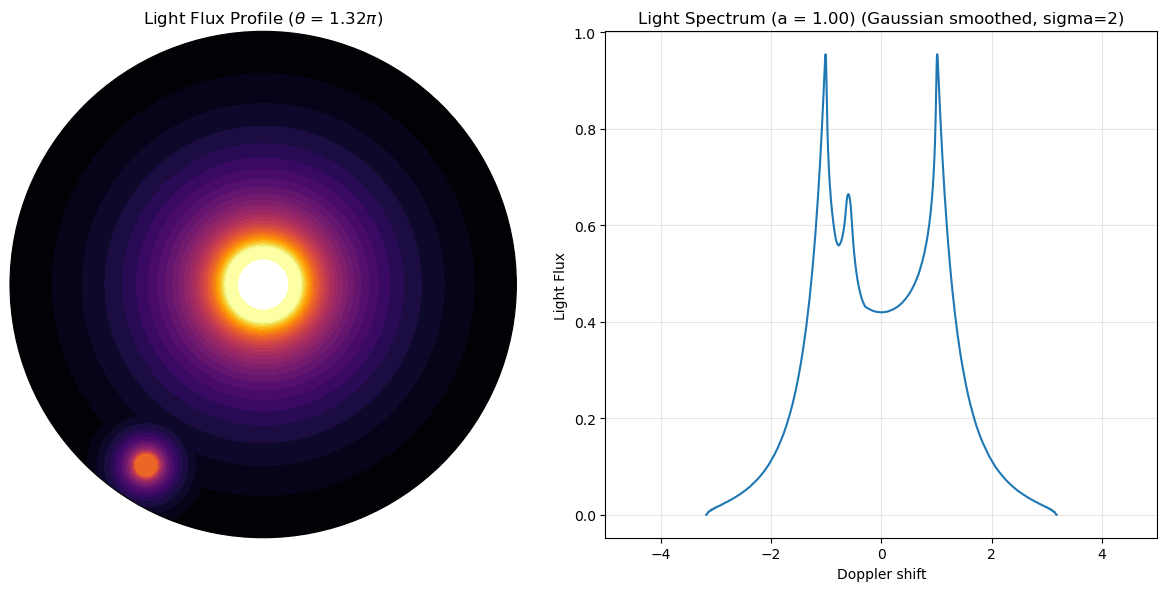 Light Flux Profile (θ = 1.32π)
Light Spectrum (a = 1.00) (Gaussian smoothed, sigma=2)
Light Flux
1.0
0.8
0.6
0.4
0.2
0.0
−4 −2 0 2 4
Doppler shift